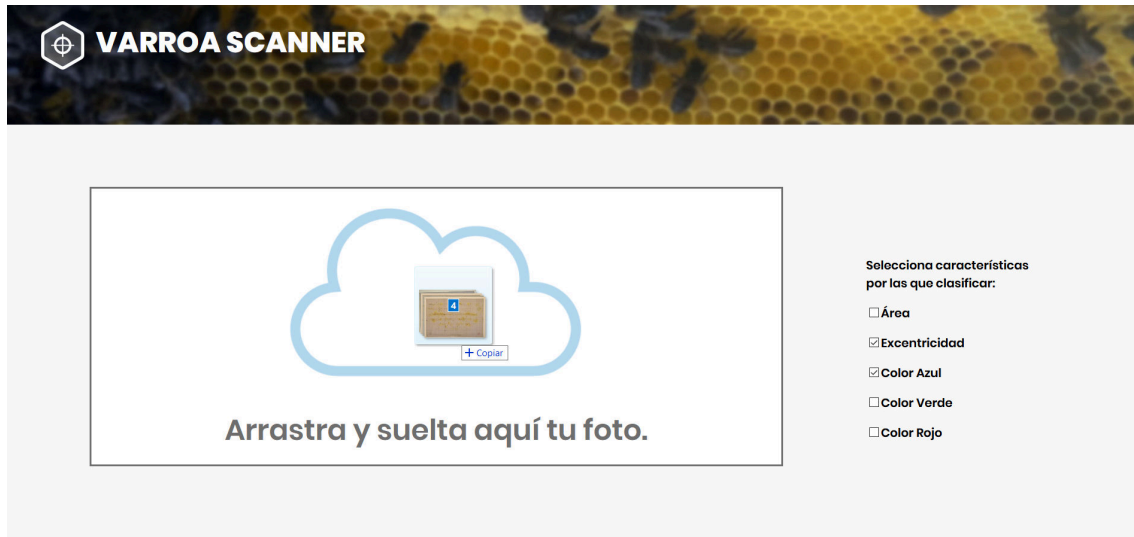 VARROA SCANNER
4
+ Copiar
Arrastra y suelta aquí tu foto.
Selecciona características
por las que clasificar:
Área
Excentricidad
Color Azul
Color Verde
Color Rojo